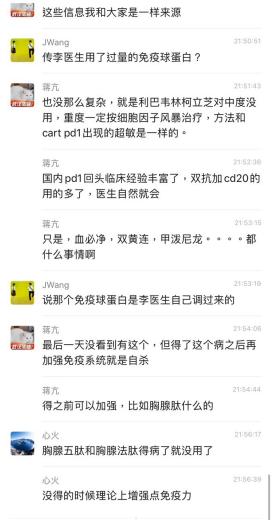 这些信息我和大家是一样来源
JWang
21:50:51
传李医生用了过量的免疫球蛋白？
蒋亢
21:51:43
也没那么复杂，就是利巴韦林柯立芝对中度没
用，重度一定按细胞因子风暴治疗，方法和
cart pd1出现的超敏是一样的。
蒋亢
21:52:36
国内pd1回头临床经验丰富了，双抗加cd20的
用的多了，医生自然就会
蒋亢
21:53:15
只是，血必净，双黄连，甲泼尼龙。。。。都
什么事情啊
JWang
21:53:19
说那个免疫球蛋白是李医生自己调过来的
蒋亢
21:54:06
最后一天没看到有这个，但得了这个病之后再
加强免疫系统就是自杀
蒋亢
21:54:44
得之前可以加强，比如胸腺肽什么的
心火
21:56:17
胸腺五肽和胸腺法肽得病了就没用了
心火
21:56:39
没得的时候理论上增强点免疫力